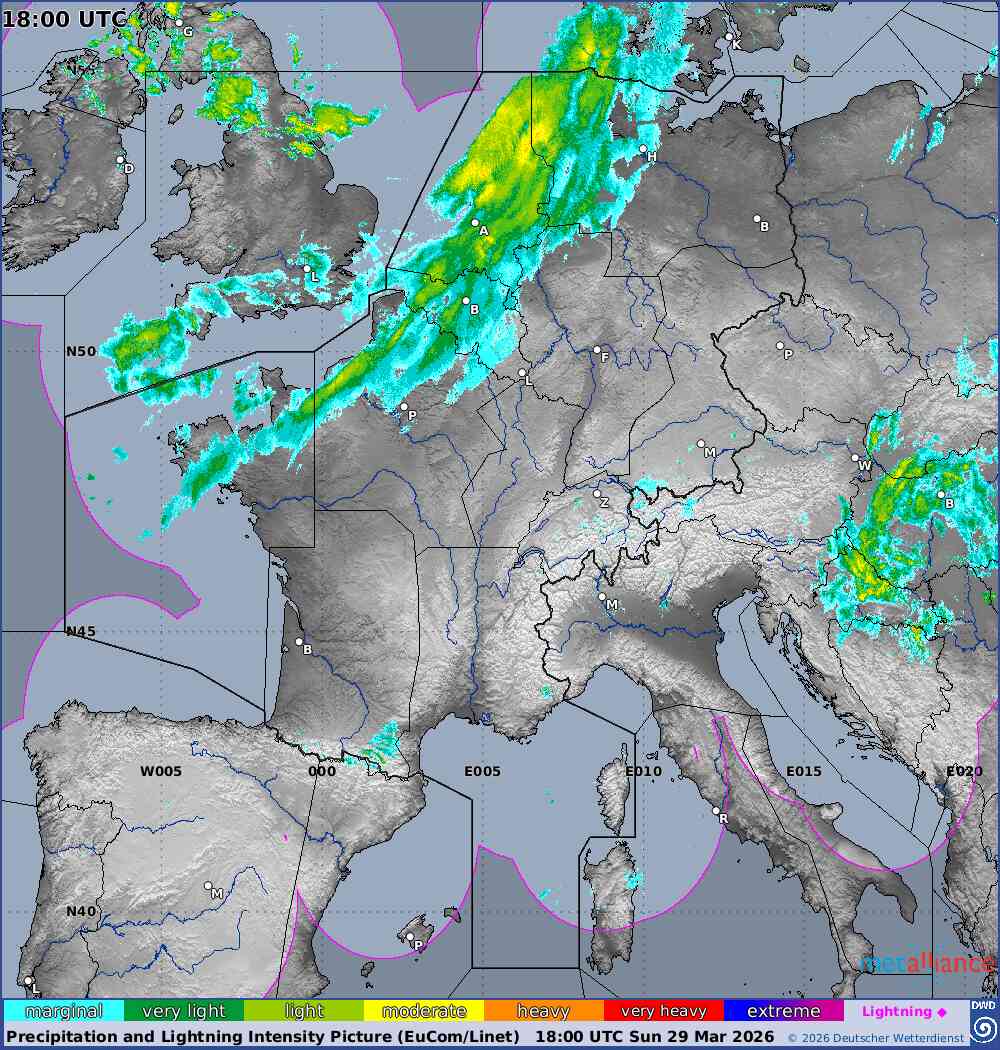 18:00 UTC
G
K
N55
D
H
A
B
L
B
N50
F
P
L
P
M
W
Z
B
M
N45
B
W005
000
E005
E010
E015
E020
R
M
N40
P
L
metalliance
marginal
very light
light
moderate
heavy
very heavy
extreme
Lightning ◆
DWD
Precipitation and Lightning Intensity Picture (EuCom/Linet) 18:00 UTC Sun 29 Mar 2026 © 2026 Deutscher Wetterdienst